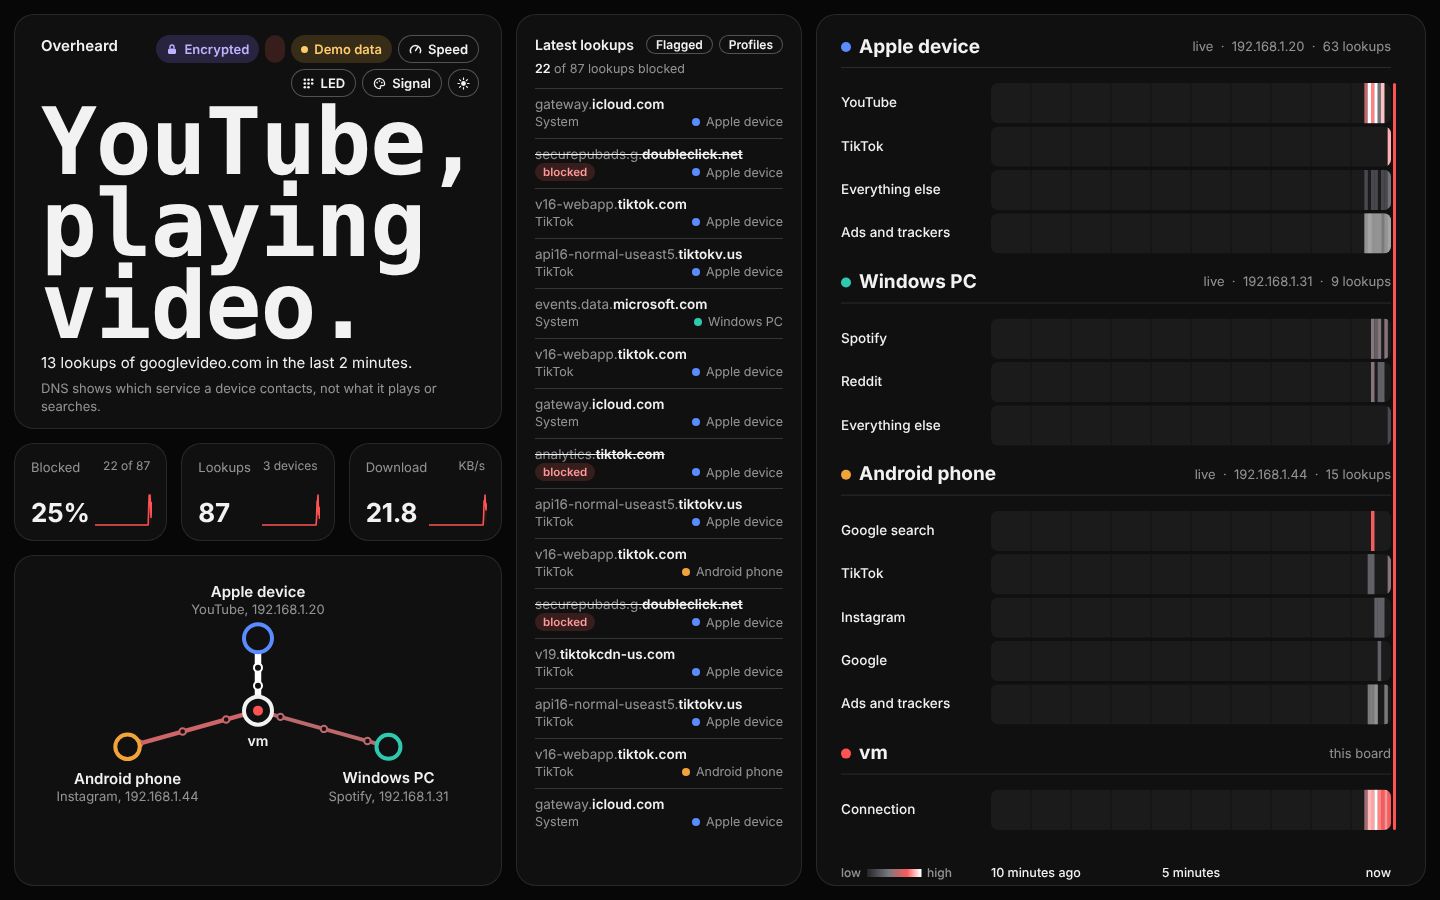 Overheard
Encrypted
Demo data
Speed
LED
Signal
YouTube,
playing
video.
13 lookups of googlevideo.com in the last 2 minutes.
DNS shows which service a device contacts, not what it plays or
searches.
Blocked 22 of 87
25%
Lookups 3 devices
87
Download KB/s
21.8
Apple device
YouTube, 192.168.1.20
vm
Android phone
Instagram, 192.168.1.44
Windows PC
Spotify, 192.168.1.31
Latest lookups Flagged Profiles
22 of 87 lookups blocked
gateway.icloud.com
System Apple device
securepubads.g.doubleclick.net
blocked Apple device
v16-webapp.tiktok.com
TikTok Apple device
api16-normal-useast5.tiktokv.us
TikTok Apple device
events.data.microsoft.com
System Windows PC
v16-webapp.tiktok.com
TikTok Apple device
gateway.icloud.com
System Apple device
analytics.tiktok.com
blocked Apple device
api16-normal-useast5.tiktokv.us
TikTok Apple device
v16-webapp.tiktok.com
TikTok Android phone
securepubads.g.doubleclick.net
blocked Apple device
v19.tiktokcdn-us.com
TikTok Apple device
api16-normal-useast5.tiktokv.us
TikTok Apple device
v16-webapp.tiktok.com
TikTok Android phone
gateway.icloud.com
System Apple device
Apple device live · 192.168.1.20 · 63 lookups
YouTube
TikTok
Everything else
Ads and trackers
Windows PC live · 192.168.1.31 · 9 lookups
Spotify
Reddit
Everything else
Android phone live · 192.168.1.44 · 15 lookups
Google search
TikTok
Instagram
Google
Ads and trackers
vm this board
Connection
low high 10 minutes ago 5 minutes now